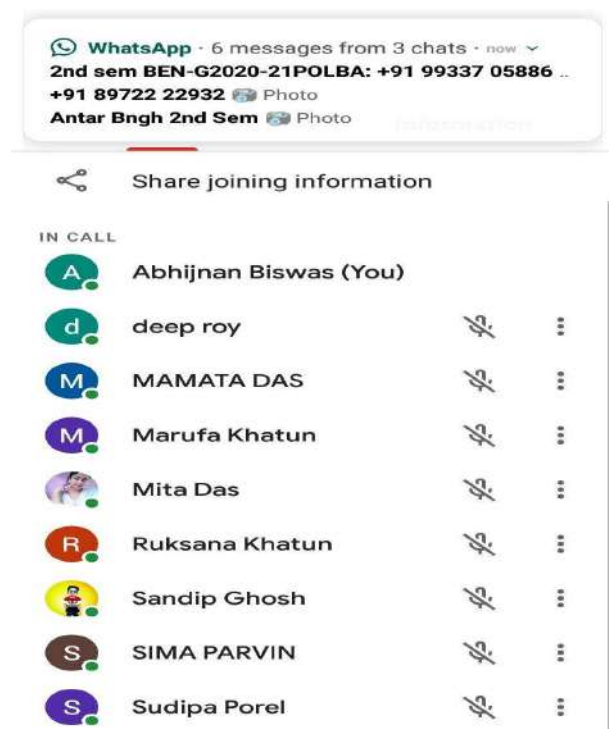 WhatsApp · 6 messages from 3 chats · now
2nd sem BEN-G2020-21POLBA: +91 99337 05886 ..
+91 89722 22932 📷 Photo
Antar Bngh 2nd Sem 📷 Photo
Share joining information
IN CALL
A Abhijnan Biswas (You)
d deep roy
M MAMATA DAS
M Marufa Khatun
Mita Das
R Ruksana Khatun
Sandip Ghosh
S SIMA PARVIN
S Sudipa Porel